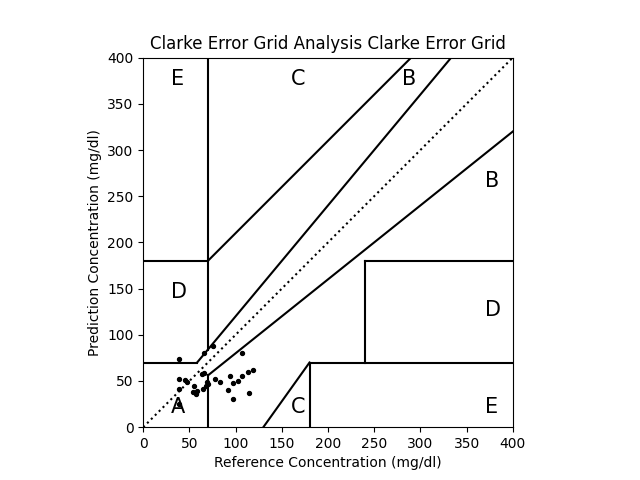 Clarke Error Grid Analysis Clarke Error Grid
400
350
300
250
200
150
100
50
0
Prediction Concentration (mg/dl)
E
C
B
B
D
D
A
C
E
0
50
100
150
200
250
300
350
400
Reference Concentration (mg/dl)